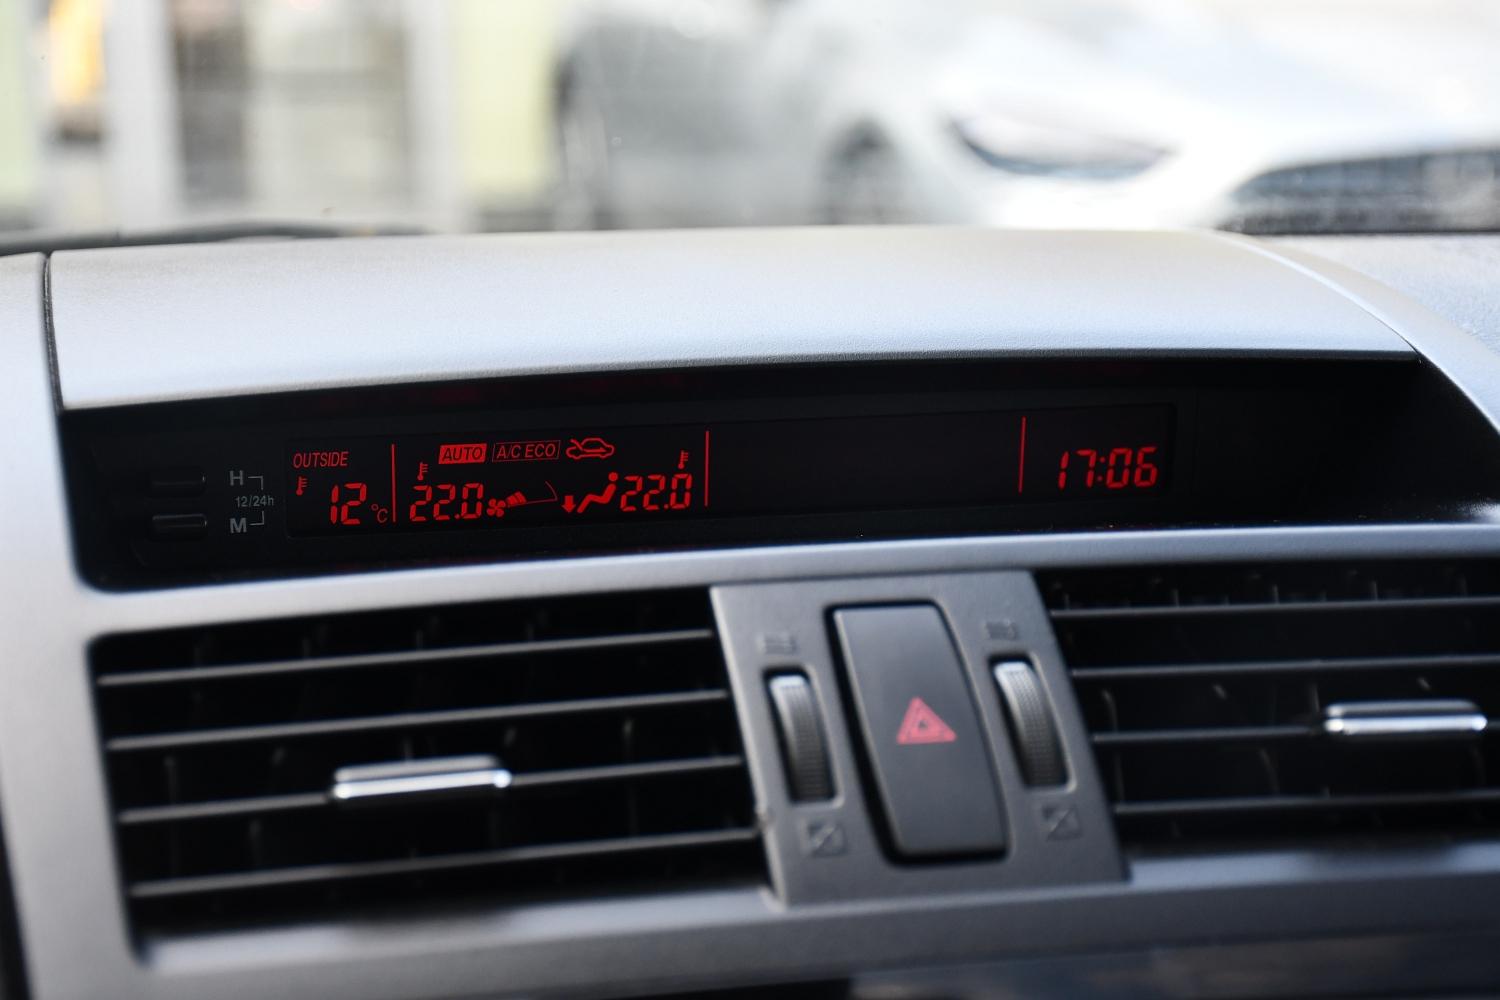 H
12/24h
M
OUTSIDE
12°C
AUTO A/C ECO
22.0 22.0
17:06